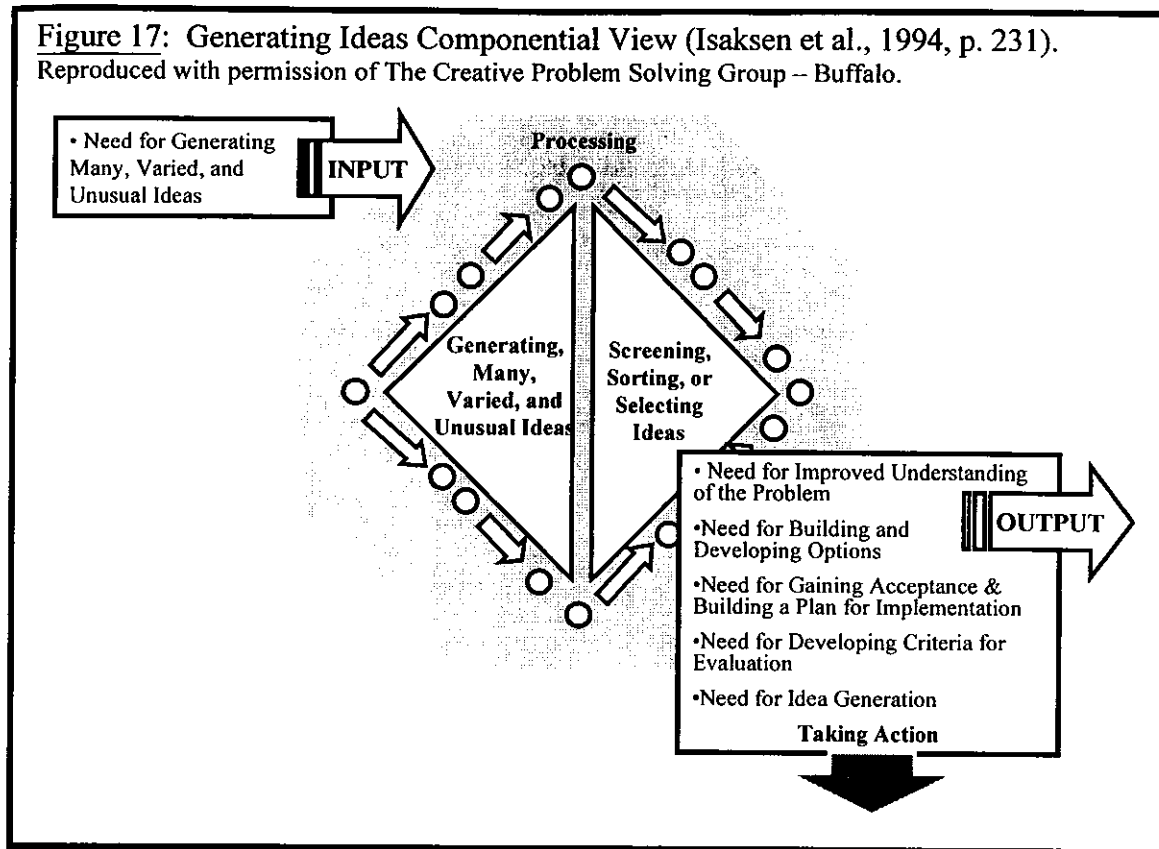 Figure 17: Generating Ideas Componential View (Isaksen et al., 1994, p. 231).
Reproduced with permission of The Creative Problem Solving Group – Buffalo.
• Need for Generating
Many, Varied, and
Unusual Ideas
INPUT
Processing
Generating,
Many,
Varied, and
Unusual Ideas
Screening,
Sorting, or
Selecting
Ideas
• Need for Improved Understanding
of the Problem
•Need for Building and
Developing Options
•Need for Gaining Acceptance &
Building a Plan for Implementation
•Need for Developing Criteria for
Evaluation
•Need for Idea Generation
Taking Action
OUTPUT